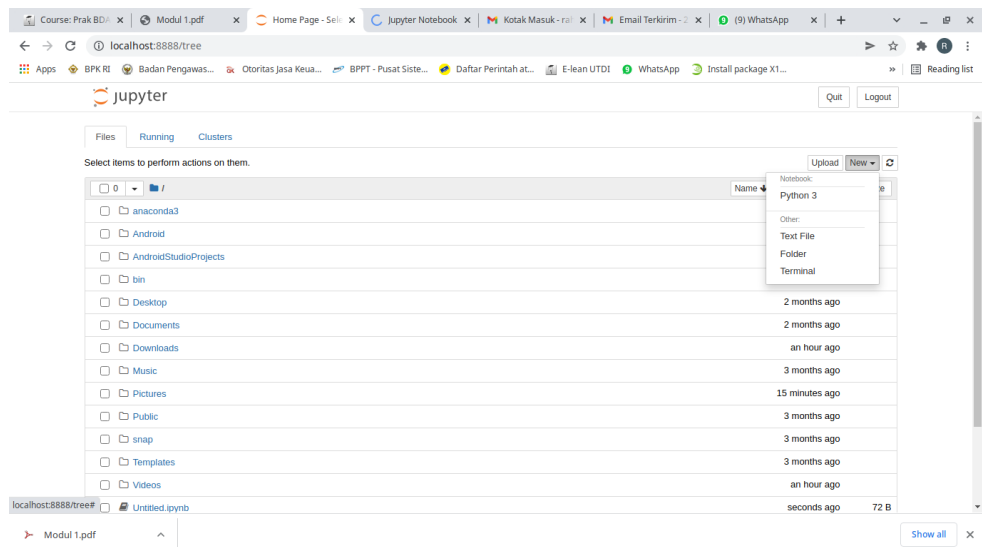 Course: Prak BDA
Modul 1.pdf
Home Page - Sele
Jupyter Notebook
Kotak Masuk - ra
Email Terkirim - 2
(9) WhatsApp
localhost:8888/tree
R
Apps BPK RI Badan Pengawas... Otoritas Jasa Keua... BPPT - Pusat Siste... Daftar Perintah at... E-lean UTDI WhatsApp Install package X1... » Reading list
jupyter Quit Logout
Files Running Clusters
Select items to perform actions on them. Upload New
0 / Name
Notebook:
Python 3
Other:
Text File
Folder
Terminal
anaconda3
Android
AndroidStudioProjects
bin
Desktop 2 months ago
Documents 2 months ago
Downloads an hour ago
Music 3 months ago
Pictures 15 minutes ago
Public 3 months ago
snap 3 months ago
Templates 3 months ago
Videos an hour ago
Untitled.ipynb seconds ago 72 B
localhost:8888/tree#
Modul 1.pdf Show all